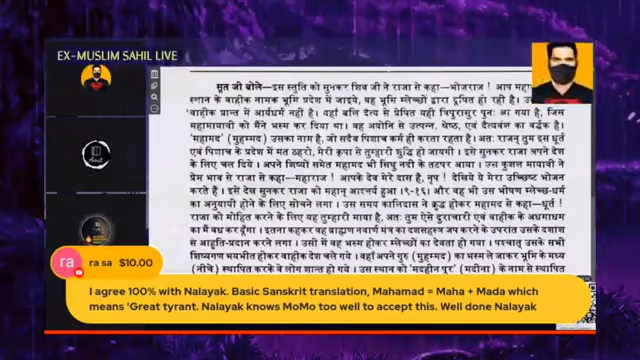 EX-MUSLIM SAHIL LIVE
सूत जी बोले—इस स्तुति को सुनकर शिव जी ने राजा से कहा—भोजराज! आप
स्थान के वाहीक नामक भूमि प्रदेश में जाइये, वह भूमि म्लेच्छों द्वारा दूषित हो रही है।
वाहीक प्रान्त में आर्यधर्म नहीं है। वहाँ बलि दैत्य से प्रेषित यही त्रिपुरासुर पुनः आ गया है, जिस
महामायावी को मैंने भस्म कर दिया था। वह अयोनि से उत्पन्न, श्रेष्ठ, एवं दैत्यवंश का वर्द्धक है।
'महामद' (मुहम्मद) उसका नाम है, जो सदैव पिशाच कर्म ही करता रहता है। अतः राजन् तुम इस धूर्त
एवं पिशाच के प्रदेश में मत ठहरो, मेरी कृपा से तुम्हारी शुद्धि हो जायगी। इसे सुनकर राजा अपने देश
के लिए चल दिये। अपने शिष्यों समेत महामद भी सिंधु नदी के तटपर आया। उस कुशल मायावी ने
प्रेम भाव से राजा से कहा—महाराज! आपके देव मेरे दास है, नृप! देखिये ये मेरा उच्छिष्ट भोजन
करते हैं। इसे देख सुनकर राजा को महान् आश्चर्य हुआ।९-१६। और वह भी उस भीषण म्लेच्छ-धर्म
का अनुयायी होने के लिए सोचने लगा। उस समय कालिदास ने क्रुद्ध होकर महामद से कहा—धूर्त!
राजा को मोहित करने के लिए यह तुम्हारी माया है, अतः तुम ऐसे दुराचारी एवं वाहीक के अधमाधम
का मैं बध कर दूँगा। इतना कहकर वह ब्राह्मण नवार्ण मंत्र का दशसहस्र जप करने के उपरांत उसके दशांश
से आहुति-प्रदान करने लगा। उसी में वह भस्म होकर म्लेच्छों का देवता हो गया। पश्चात् उसके सभी
शिष्यगण भयभीत होकर वाहीक देश चले गये। वहाँ अपने गुरु (मुहम्मद) का भस्म ले जाकर भूमि के मध्य
(नीचे) स्थापित करके वे लोग शान्त हो गये। उस स्थान को 'मदहीन पूर' (मदीना) के नाम से स्थापित
ra
ra sa $10.00
I agree 100% with Nalayak. Basic Sanskrit translation, Mahamad = Maha + Mada which
means 'Great tyrant. Nalayak knows MoMo too well to accept this. Well done Nalayak